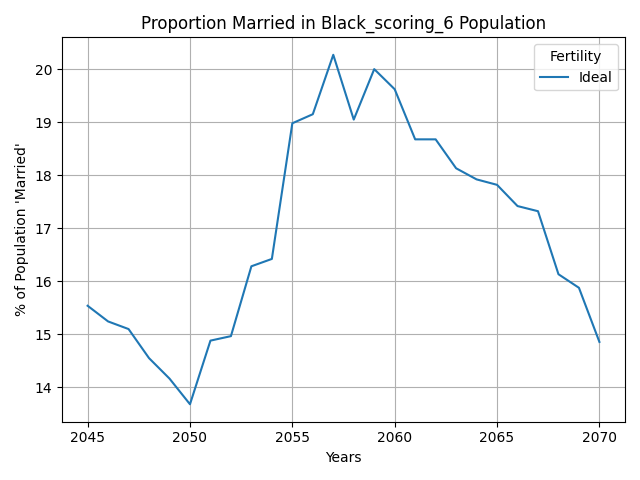 Proportion Married in Black_scoring_6 Population
Fertility
Ideal
% of Population 'Married'
20
19
18
17
16
15
14
2045 2050 2055 2060 2065 2070
Years